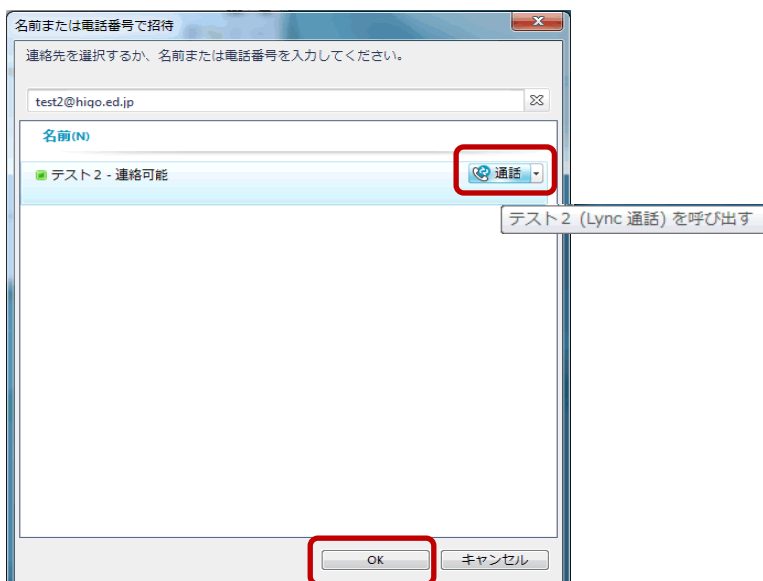 名前または電話番号で招待
連絡先を選択するか、名前または電話番号を入力してください。
test2@higo.ed.jp
名前(N)
テスト2 - 連絡可能
通話
テスト2 (Lync 通話) を呼び出す
OK
キャンセル